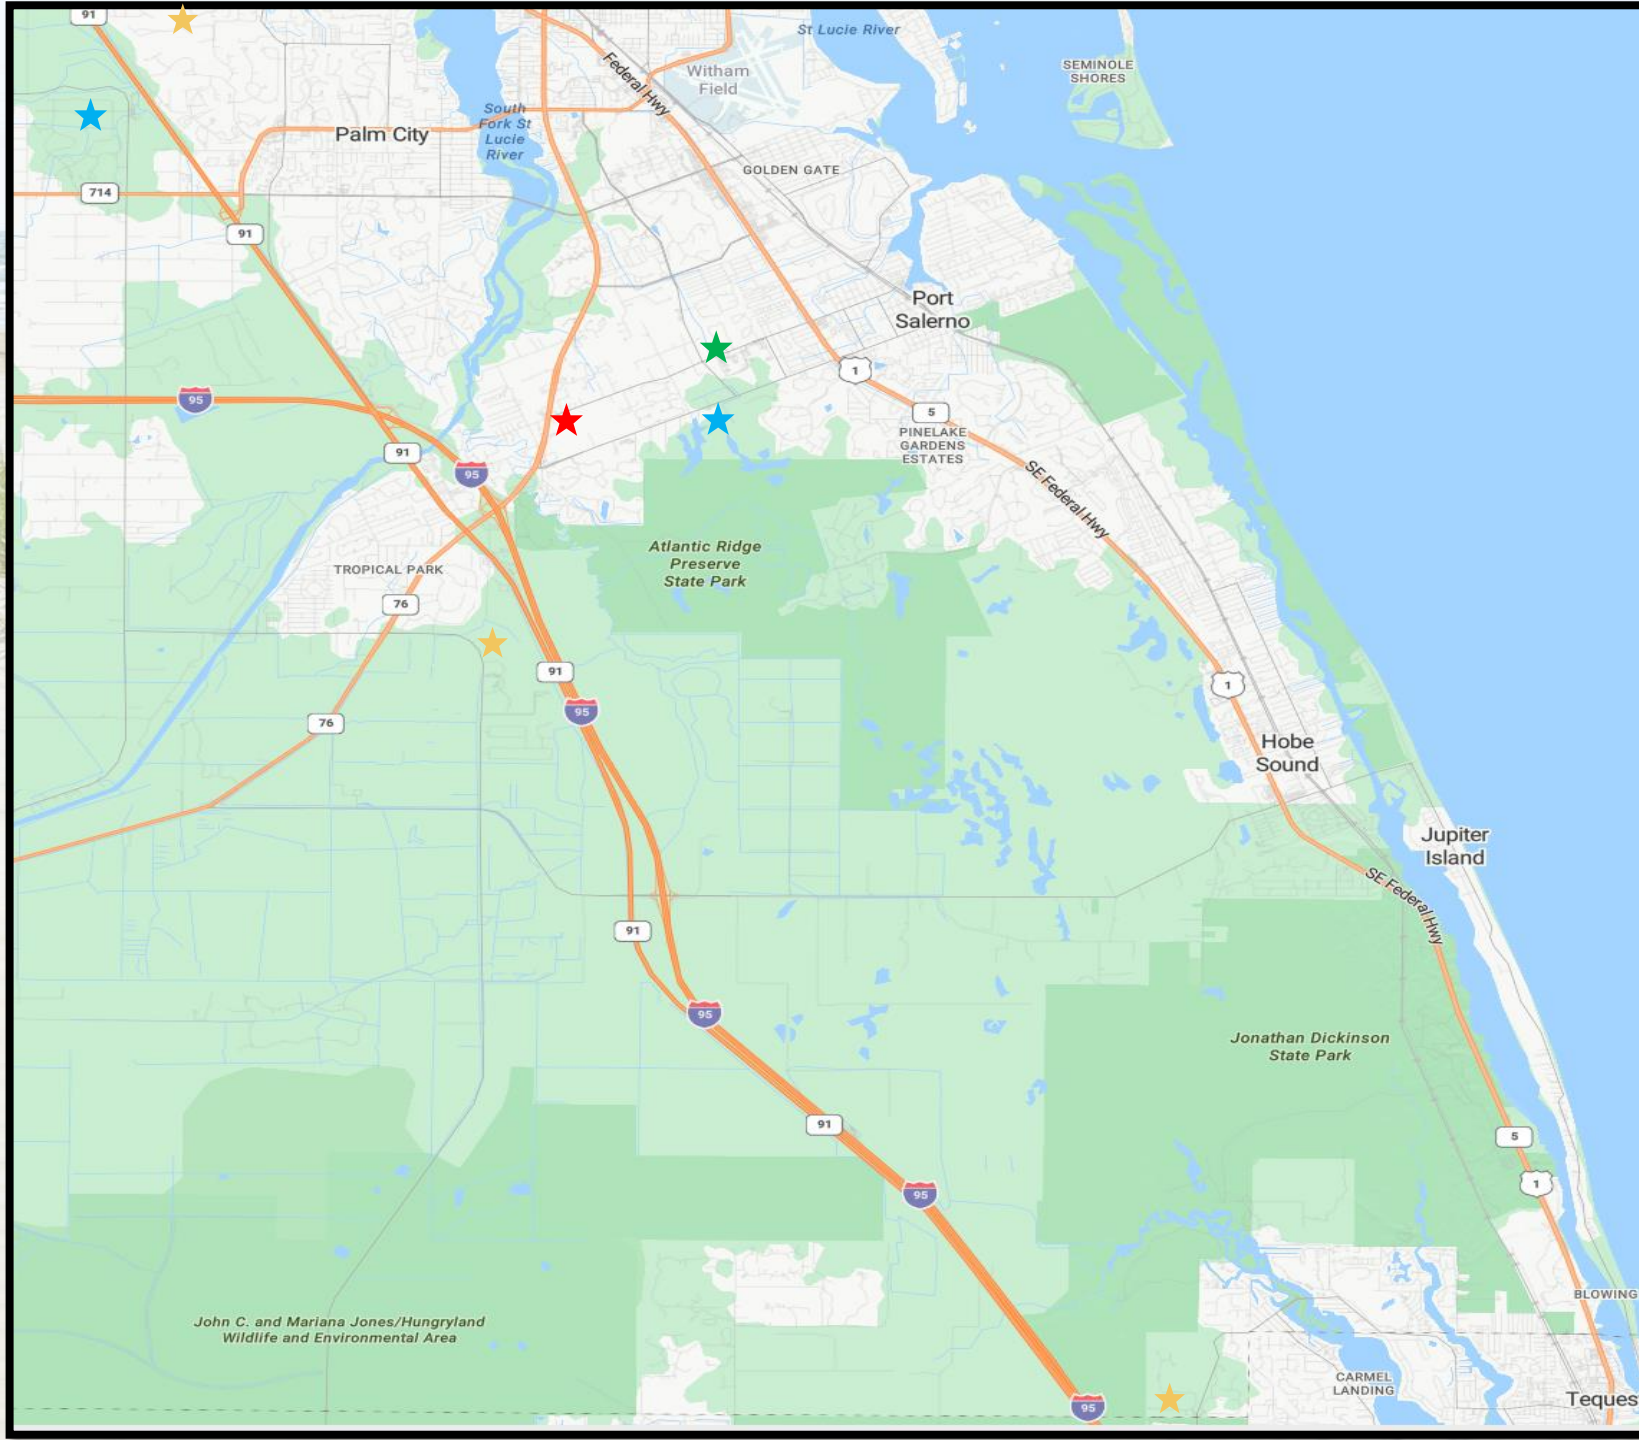 91
St Lucie River
SEMINOLE
SHORES
Federal Hwy
Witham
Field
South
Fork St
Lucie
River
Palm City
GOLDEN GATE
714
91
Port
Salerno
1
95
5
PINELAKE
GARDENS
ESTATES
91
95
SE Federal Hwy
Atlantic Ridge
Preserve
State Park
TROPICAL PARK
76
91
1
95
76
Hobe
Sound
Jupiter
Island
SE Federal Hwy
91
95
Jonathan Dickinson
State Park
91
5
95
1
BLOWING
John C. and Mariana Jones/Hungryland
Wildlife and Environmental Area
CARMEL
LANDING
95
Teques